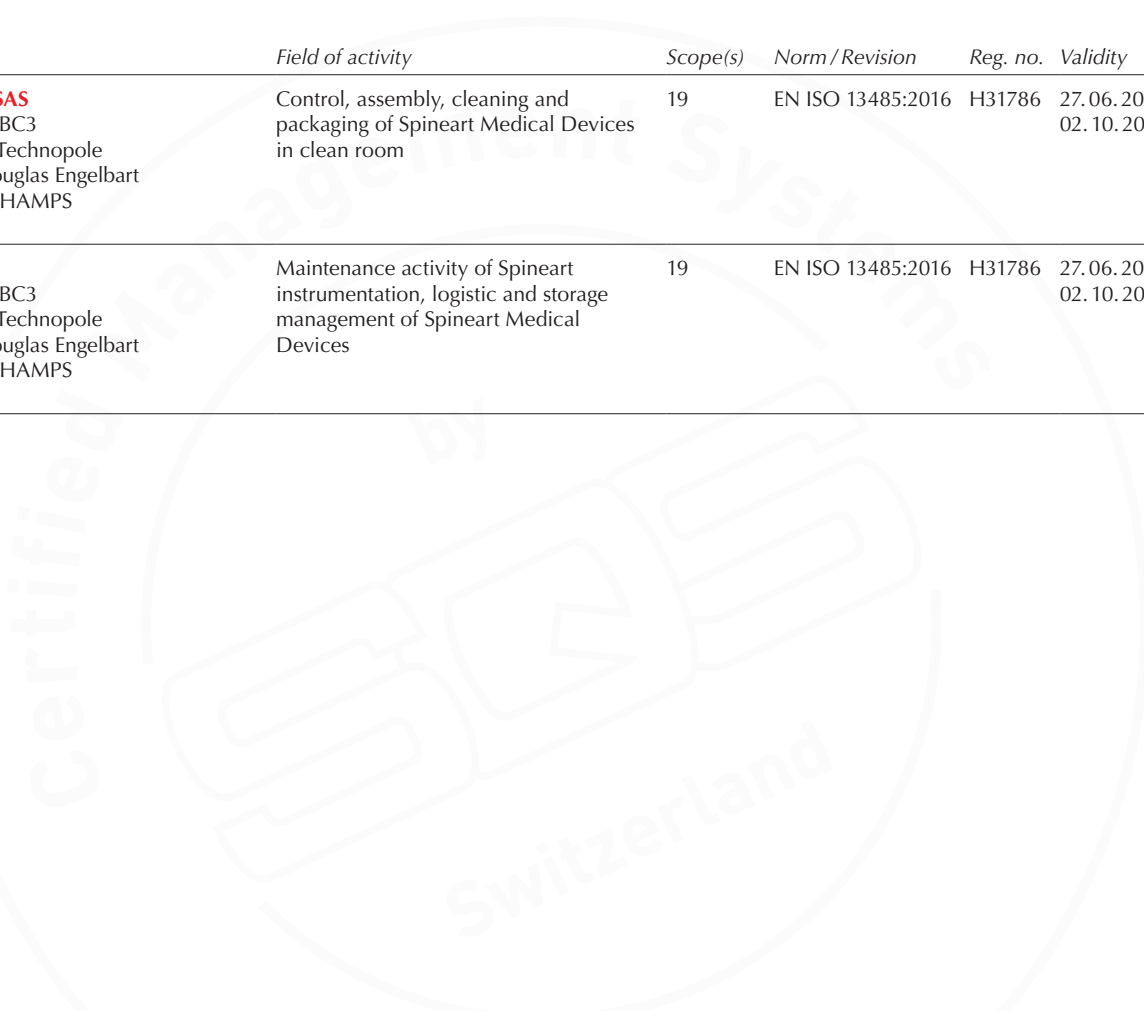 Field of activity Scope(s) Norm / Revision Reg. no. Validity
SAS Control, assembly, cleaning and 19 EN ISO 13485:2016 H31786 27.06.20
BC3 packaging of Spineart Medical Devices 02.10.20
Technopole in clean room
ouglas Engelbart
HAMPS
Maintenance activity of Spineart 19 EN ISO 13485:2016 H31786 27.06.20
BC3 instrumentation, logistic and storage 02.10.20
Technopole management of Spineart Medical
ouglas Engelbart Devices
HAMPS
Certified Management Systems
by
SQS
Switzerland